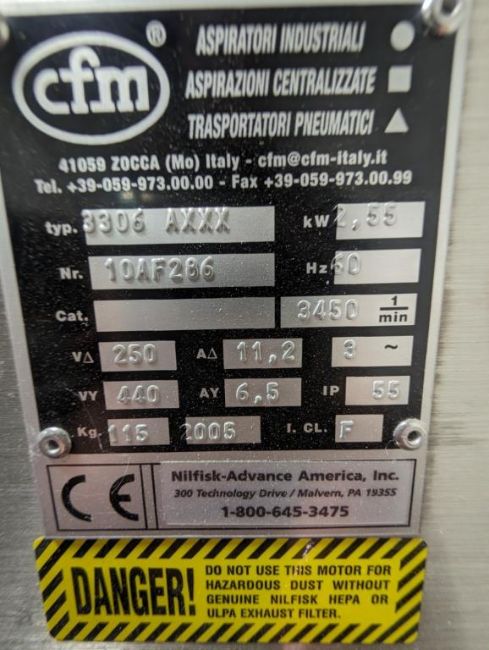 cfm ®
ASPIRATORI INDUSTRIALI ●
ASPIRAZIONI CENTRALIZZATE ■
TRASPORTATORI PNEUMATICI ▲
41059 ZOCCA (Mo) Italy - cfm@cfm-italy.it
Tel. +39-059-973.00.00 - Fax +39-059-973.00.99
typ. 3306 AXXX kW 2,55
Nr. 10AF286 Hz 60
Cat. 3450 1/min
VΔ 250 AΔ 11,2 3 ~
VY 440 AY 6,5 IP 55
Kg. 115 2005 I. CL. F
CE
Nilfisk-Advance America, Inc.
300 Technology Drive / Malvern, PA 19355
1-800-645-3475
DANGER!
DO NOT USE THIS MOTOR FOR
HAZARDOUS DUST WITHOUT
GENUINE NILFISK HEPA OR
ULPA EXHAUST FILTER.